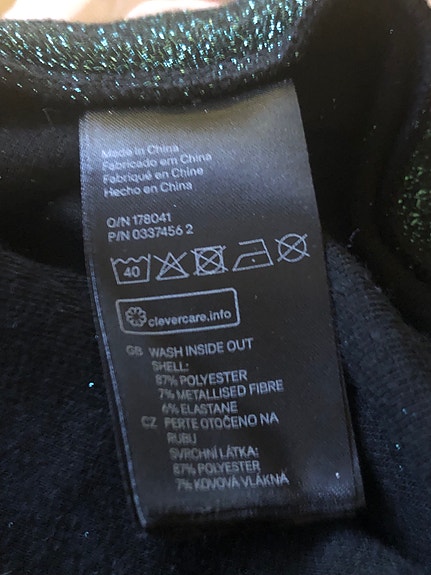 Made in China
Fabricado em China
Fabriqué en Chine
Hecho en China
O/N 178041
P/N 0337456 2
40
clevercare.info
GB WASH INSIDE OUT
SHELL:
87% POLYESTER
7% METALLISED FIBRE
6% ELASTANE
CZ PERTE OTOČENO NA
RUBU
SVRCHNÍ LÁTKA:
87% POLYESTER
7% KOVOVÁ VLÁKNA